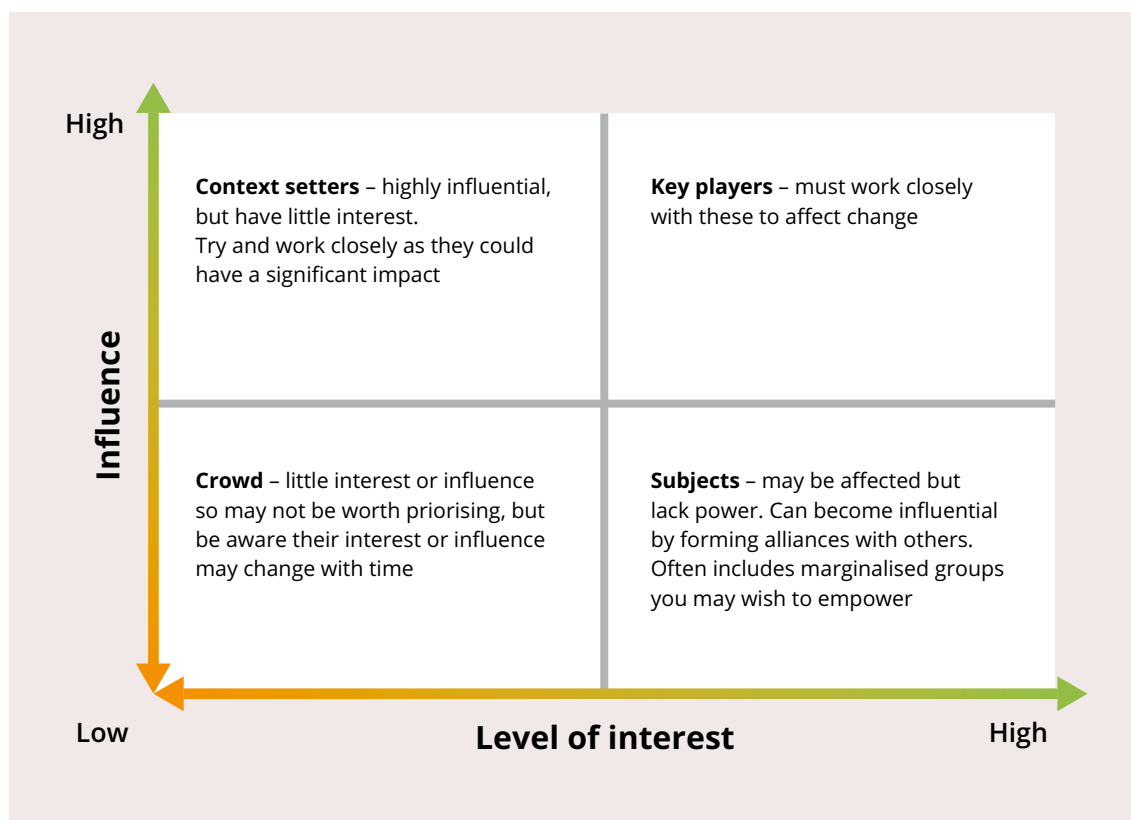 High
Context setters – highly influential,
but have little interest.
Try and work closely as they could
have a significant impact
Key players – must work closely
with these to affect change
Influence
Crowd – little interest or influence
so may not be worth priorising, but
be aware their interest or influence
may change with time
Subjects – may be affected but
lack power. Can become influential
by forming alliances with others.
Often includes marginalised groups
you may wish to empower
Low
Level of interest
High